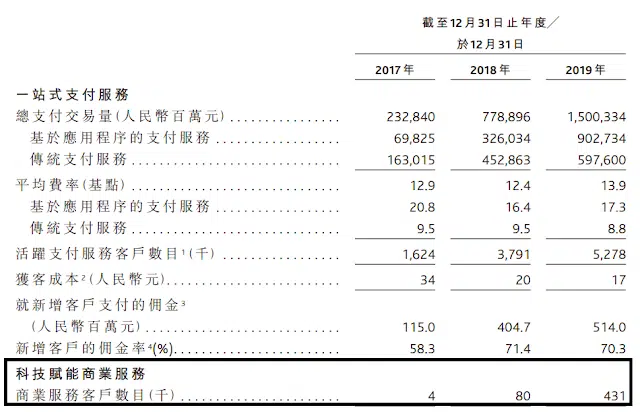 截至12月31日止年度／
於12月31日
2017年 2018年 2019年
一站式支付服務
總支付交易量(人民幣百萬元)................. 232,840 778,896 1,500,334
基於應用程序的支付服務................... 69,825 326,034 902,734
傳統支付服務............................ 163,015 452,863 597,600
平均費率(基點)............................ 12.9 12.4 13.9
基於應用程序的支付服務................... 20.8 16.4 17.3
傳統支付服務............................ 9.5 9.5 8.8
活躍支付服務客戶數目¹(千).................. 1,624 3,791 5,278
獲客成本²(人民幣元)....................... 34 20 17
就新增客戶支付的佣金³
(人民幣百萬元).......................... 115.0 404.7 514.0
新增客戶的佣金率⁴(%)...................... 58.3 71.4 70.3
科技賦能商業服務
商業服務客戶數目(千)....................... 4 80 431